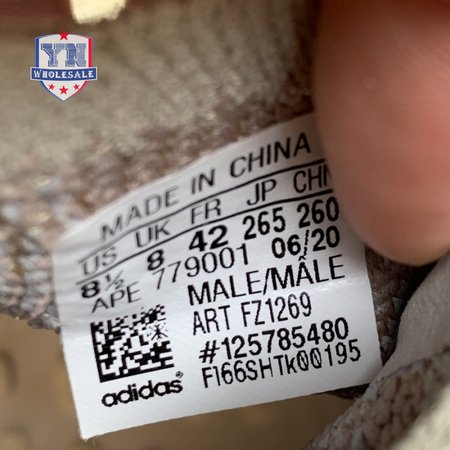 YN
WHOLESALE
MADE IN CHINA
US UK FR JP CHN
8½ 8 42 265 260
APE 779001 06/20
MALE/MÂLE
ART FZ1269
#125785480
FI66SHTk00195
adidas